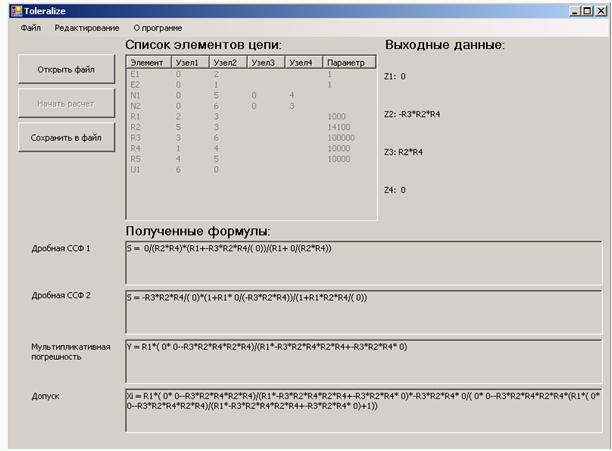 Toleralize
Файл Редактирование О программе
Список элементов цепи:
Выходные данные:
Открыть файл
Начать расчет
Сохранить в файл
Элемент Узел1 Узел2 Узел3 Узел4 Параметр
E1 0 2 1
E2 0 1 1
N1 0 5 0 4
N2 0 6 0 3
R1 2 3 1000
R2 5 3 14100
R3 3 6 100000
R4 1 4 10000
R5 4 5 10000
U1 6 0
Z1: 0
Z2: -R3*R2*R4
Z3: R2*R4
Z4: 0
Полученные формулы:
Дробная ССФ 1
S = 0/(R2*R4)*(R1+-R3*R2*R4/( 0))/(R1+ 0/(R2*R4))
Дробная ССФ 2
S = -R3*R2*R4/( 0)*(1+R1* 0/(-R3*R2*R4))/(1+R1*R2*R4/( 0))
Мультипликативная
погрешность
Y = R1*( 0* 0--R3*R2*R4*R2*R4)/(R1*-R3*R2*R4*R2*R4+-R3*R2*R4* 0)
Допуск
Xi = R1*( 0* 0--R3*R2*R4*R2*R4)/(R1*-R3*R2*R4*R2*R4+-R3*R2*R4* 0)*-R3*R2*R4* 0/( 0* 0--R3*R2*R4*R2*R4*(R1*( 0*
0--R3*R2*R4*R2*R4)/(R1*-R3*R2*R4*R2*R4+-R3*R2*R4* 0)+1))